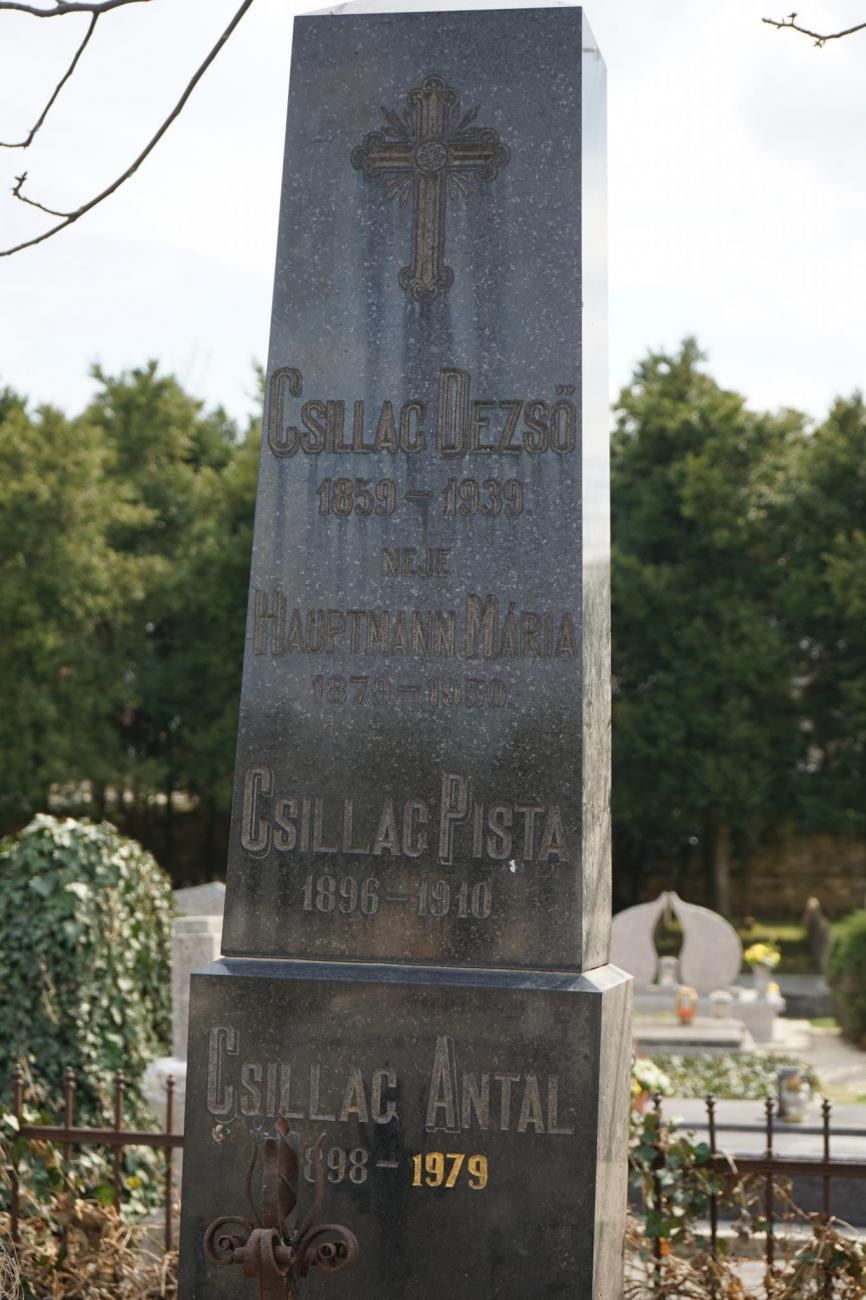 CSILLAG DEZSŐ
1859 – 1939.
NEJE
HAUPTMANN MÁRIA
1879 – 1950
CSILLAG PISTA
1896 – 1910
CSILLAG ANTAL
1898 – 1979